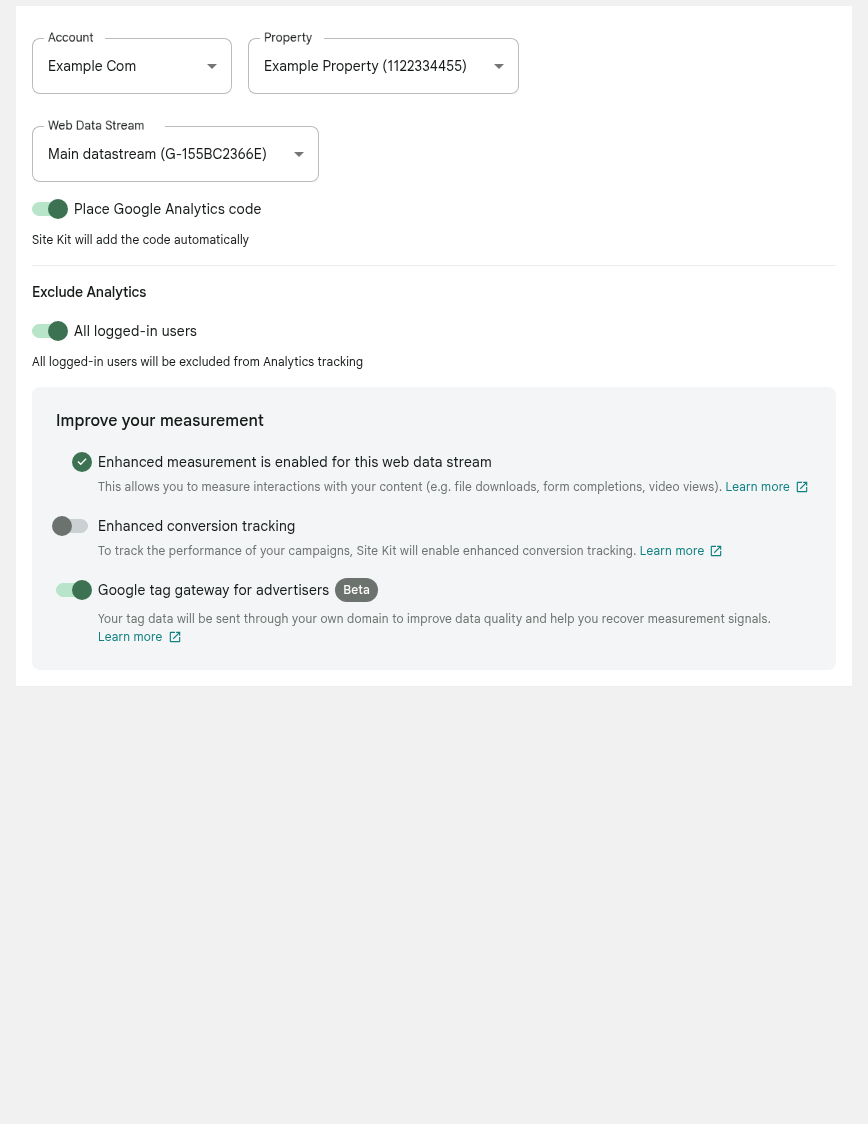 Account
Property
Example Com
Example Property (1122334455)
Web Data Stream
Main datastream (G-155BC2366E)
Place Google Analytics code
Site Kit will add the code automatically
Exclude Analytics
All logged-in users
All logged-in users will be excluded from Analytics tracking
Improve your measurement
Enhanced measurement is enabled for this web data stream
This allows you to measure interactions with your content (e.g. file downloads, form completions, video views). Learn more
Enhanced conversion tracking
To track the performance of your campaigns, Site Kit will enable enhanced conversion tracking. Learn more
Google tag gateway for advertisers Beta
Your tag data will be sent through your own domain to improve data quality and help you recover measurement signals.
Learn more